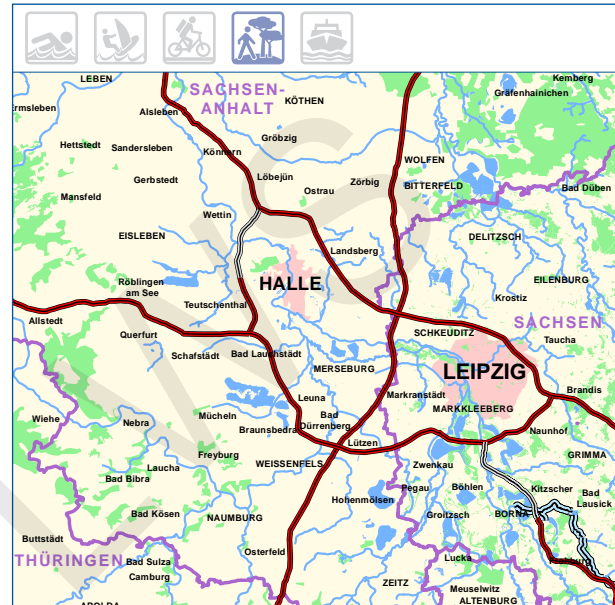 LEBEN
Kemberg
SACHSEN-
ANHALT
Gräfenhainichen
KÖTHEN
Ermsleben
Alsleben
Gröbzig
Hettstedt
Sandersleben
Könnern
WOLFEN
Löbejün
Gerbstedt
Zörbig
BITTERFELD
Ostrau
Bad Düben
Mansfeld
Wettin
EISLEBEN
DELITZSCH
Landsberg
HALLE
Röblingen
am See
EILENBURG
Krostiz
Teutschenthal
Allstedt
SACHSEN
Querfurt
SCHKEUDITZ
Taucha
Schafstädt
Bad Lauchstädt
MERSEBURG
LEIPZIG
Brandis
Leuna
Markranstädt
MARKKLEEBERG
Wiehe
Mücheln
Bad
Dürrenberg
Nebra
Braunsbedra
Naunhof
Lützen
Freyburg
GRIMMA
WEISSENFELS
Zwenkau
Laucha
Bad Bibra
Pegau
Böhlen
Kitzscher
Bad
Lausick
Hohenmölsen
Bad Kösen
NAUMBURG
Groitzsch
BORNA
Buttstädt
Osterfeld
THÜRINGEN
Bad Sulza
Lucka
Frohburg
Camburg
ZEITZ
Meuselwitz
ALTENBURG
APOLDA